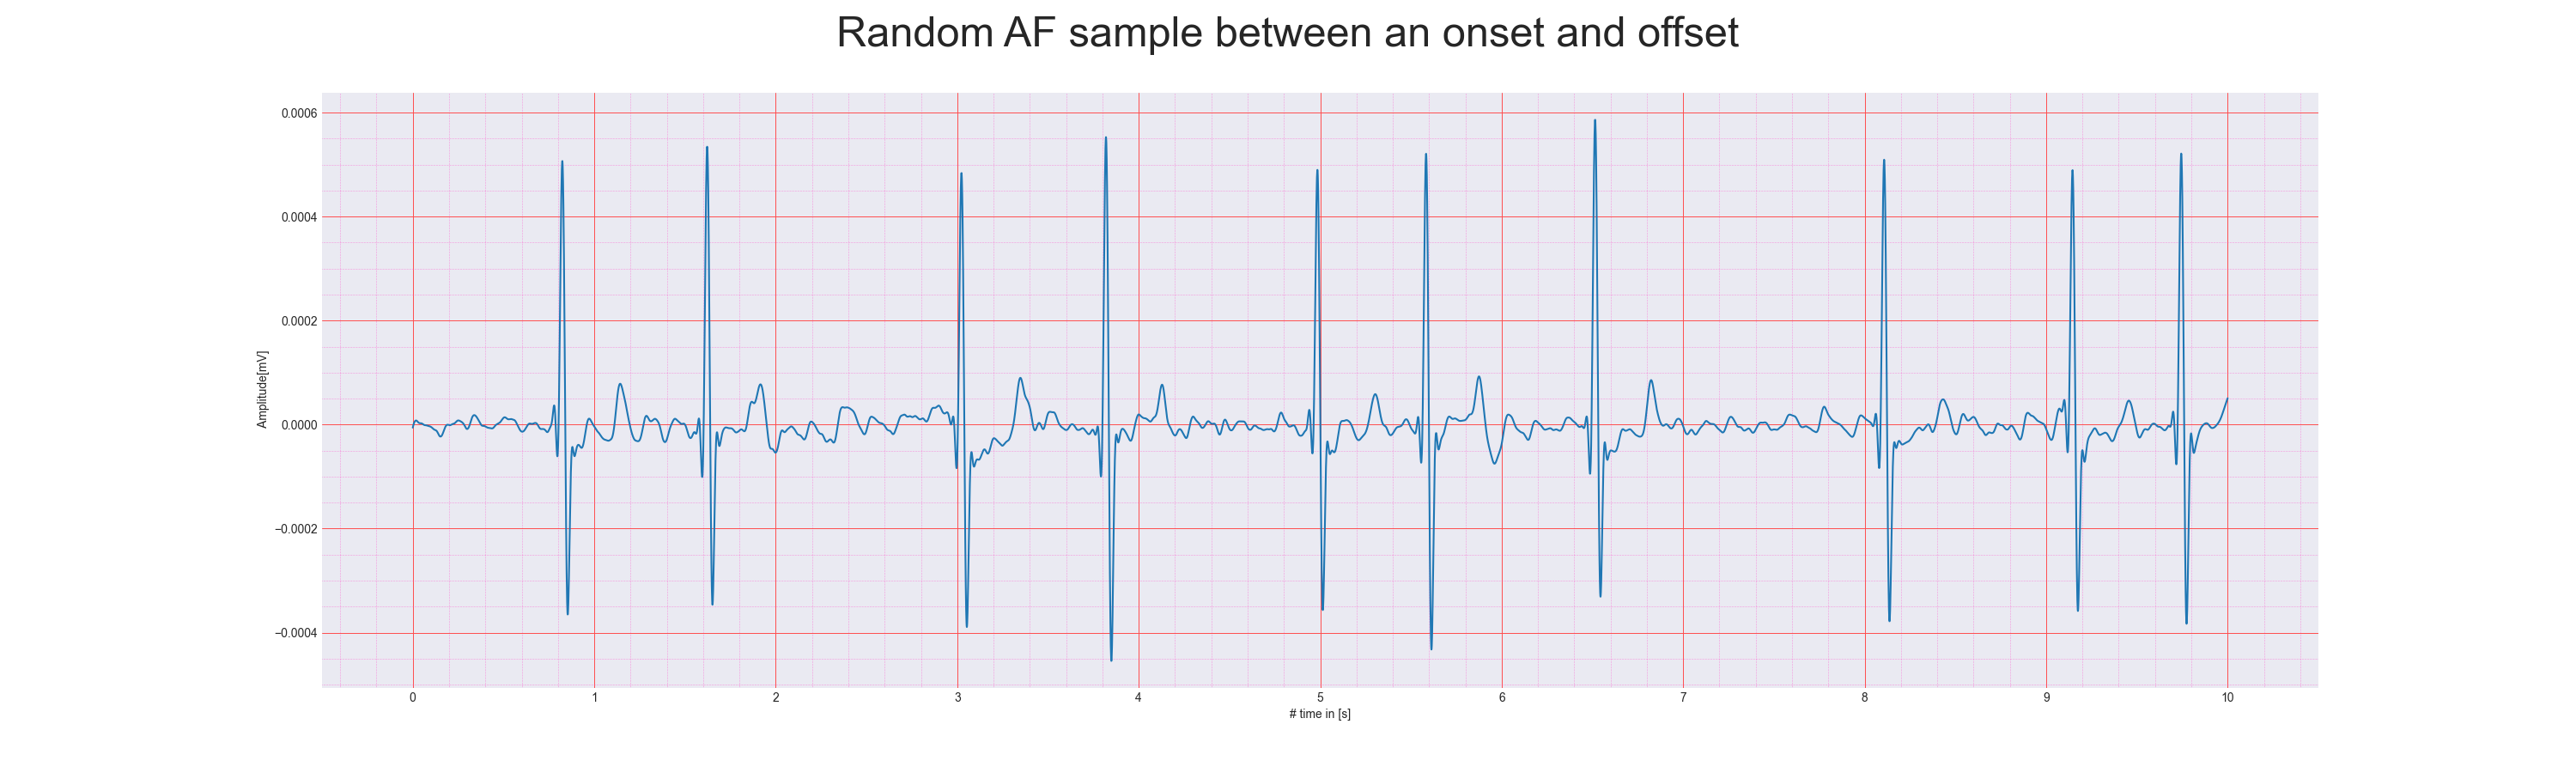 Random AF sample between an onset and offset
0.0006
0.0004
0.0002
0.0000
−0.0002
−0.0004
Amplitude[mV]
0 1 2 3 4 5 6 7 8 9 10
# time in [s]